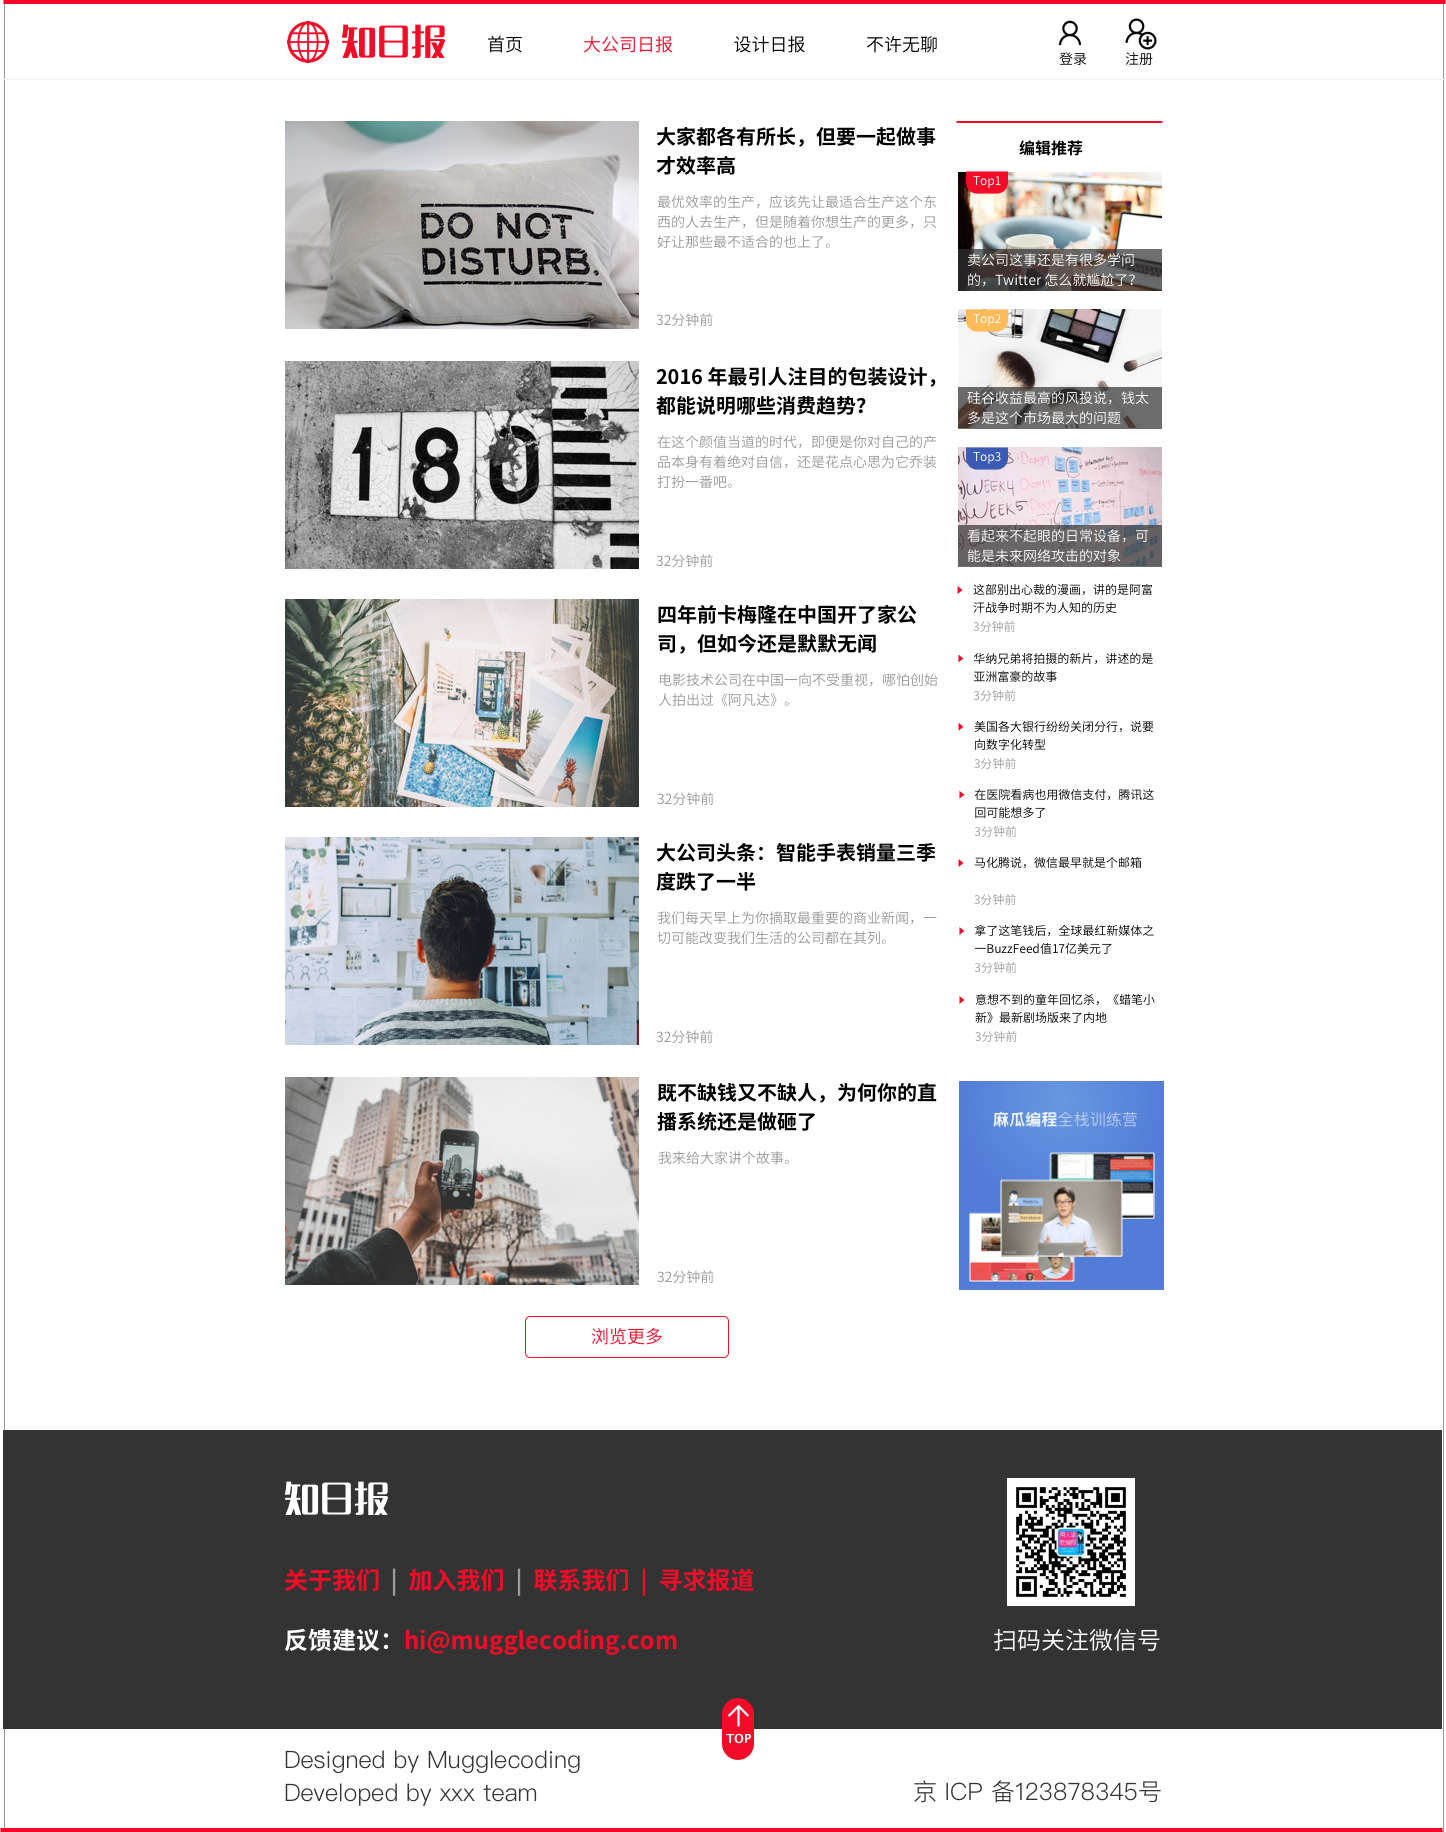 知日报
首页
大公司日报
设计日报
不许无聊
登录
注册
DO NOT
DISTURB.
大家都各有所长，但要一起做事
才效率高
最优效率的生产，应该先让最适合生产这个东
西的人去生产，但是随着你想生产的更多，只
好让那些最不适合的也上了。
32分钟前
180
2016 年最引人注目的包装设计，
都能说明哪些消费趋势？
在这个颜值当道的时代，即便是你对自己的产
品本身有着绝对自信，还是花点心思为它乔装
打扮一番吧。
32分钟前
四年前卡梅隆在中国开了家公
司，但如今还是默默无闻
电影技术公司在中国一向不受重视，哪怕创始
人拍出过《阿凡达》。
32分钟前
大公司头条：智能手表销量三季
度跌了一半
我们每天早上为你摘取最重要的商业新闻，一
切可能改变我们生活的公司都在其列。
32分钟前
既不缺钱又不缺人，为何你的直
播系统还是做砸了
我来给大家讲个故事。
32分钟前
浏览更多
编辑推荐
Top1
卖公司这事还是有很多学问
的，Twitter 怎么就尴尬了？
Top2
硅谷收益最高的风投说，钱太
多是这个市场最大的问题
Top3
WEEK4
WEEK5
看起来不起眼的日常设备，可
能是未来网络攻击的对象
这部别出心裁的漫画，讲的是阿富
汗战争时期不为人知的历史
3分钟前
华纳兄弟将拍摄的新片，讲述的是
亚洲富豪的故事
3分钟前
美国各大银行纷纷关闭分行，说要
向数字化转型
3分钟前
在医院看病也用微信支付，腾讯这
回可能想多了
3分钟前
马化腾说，微信最早就是个邮箱
3分钟前
拿了这笔钱后，全球最红新媒体之
一BuzzFeed值17亿美元了
3分钟前
意想不到的童年回忆杀，《蜡笔小
新》最新剧场版来了内地
3分钟前
麻瓜编程全栈训练营
知日报
关于我们 | 加入我们 | 联系我们 | 寻求报道
反馈建议：hi@mugglecoding.com
扫码关注微信号
TOP
Designed by Mugglecoding
Developed by xxx team
京 ICP 备123878345号